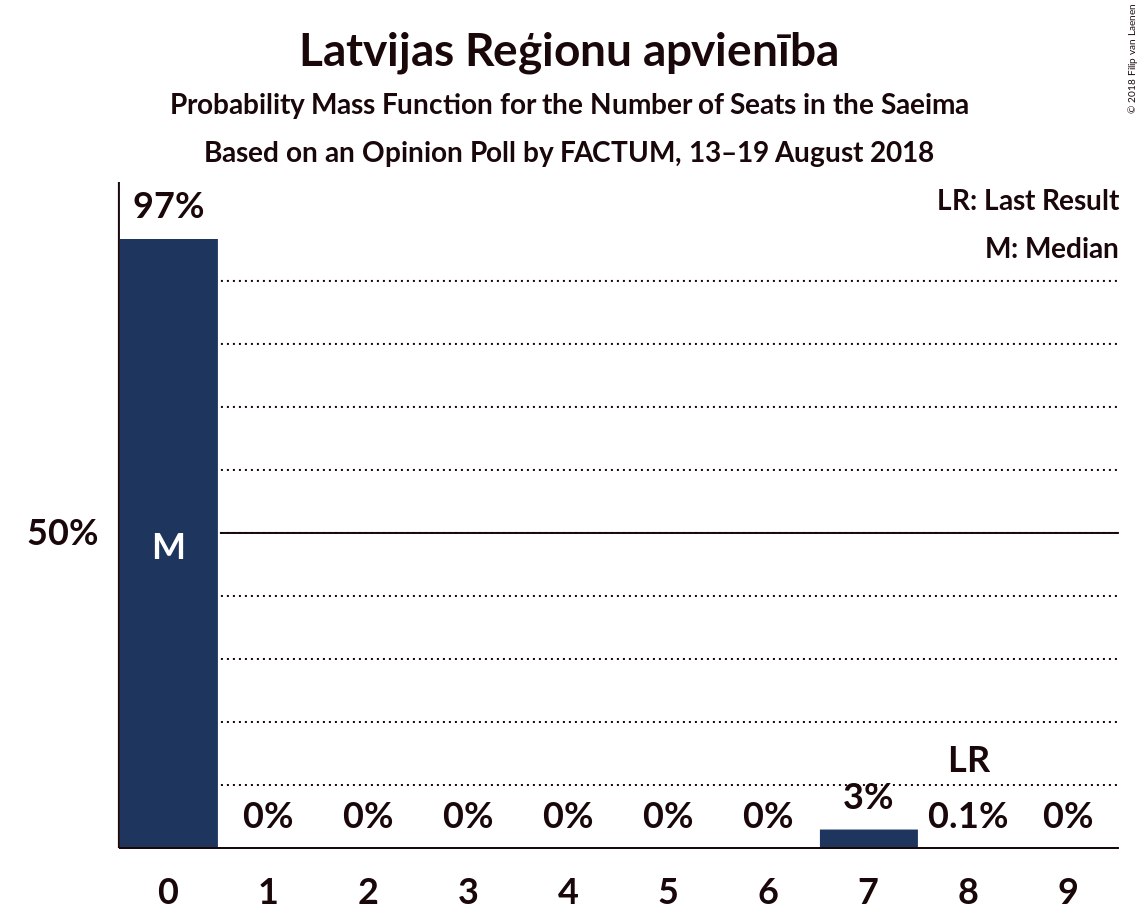 Latvijas Reģionu apvienība
Probability Mass Function for the Number of Seats in the Saeima
Based on an Opinion Poll by FACTUM, 13–19 August 2018
© 2018 Filip van Laenen
LR: Last Result
M: Median
97%
50%
M
LR
0% 0% 0% 0% 0% 0% 3% 0.1% 0%
0 1 2 3 4 5 6 7 8 9